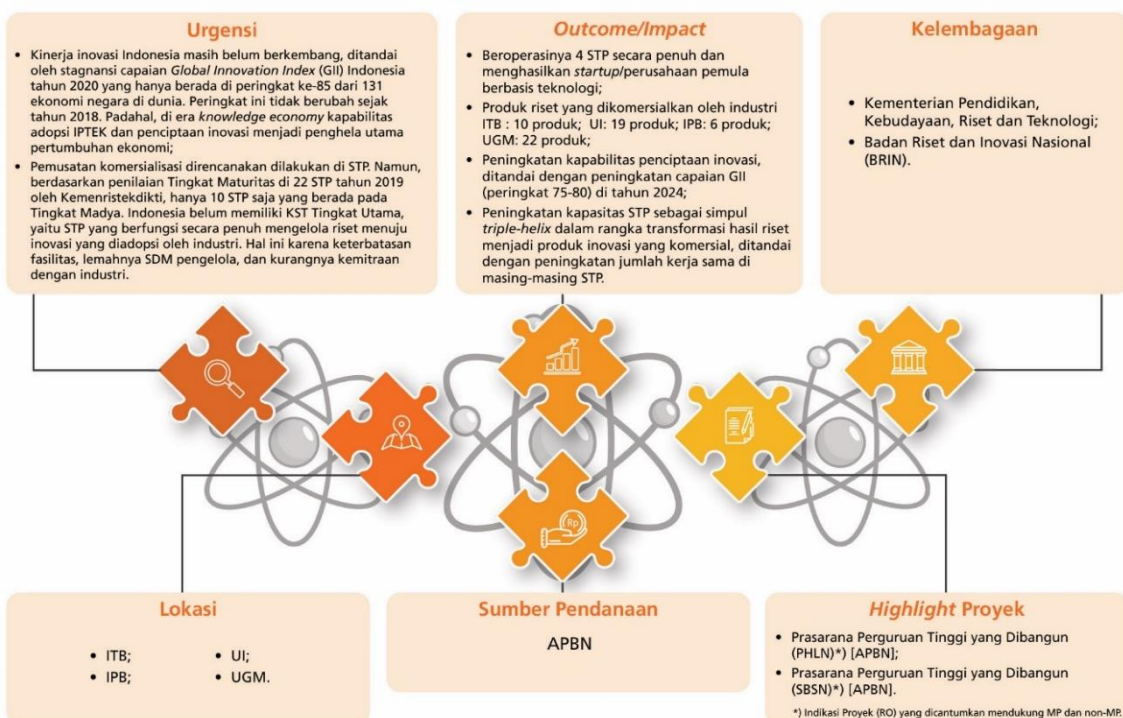 Urgensi
• Kinerja inovasi Indonesia masih belum berkembang, ditandai
oleh stagnansi capaian Global Innovation Index (GII) Indonesia
tahun 2020 yang hanya berada di peringkat ke-85 dari 131
ekonomi negara di dunia. Peringkat ini tidak berubah sejak
tahun 2018. Padahal, di era knowledge economy kapabilitas
adopsi IPTEK dan penciptaan inovasi menjadi penghela utama
pertumbuhan ekonomi;
• Pemusatan komersialisasi direncanakan dilakukan di STP. Namun,
berdasarkan penilaian Tingkat Maturitas di 22 STP tahun 2019
oleh Kemenristekdikti, hanya 10 STP saja yang berada pada
Tingkat Madya. Indonesia belum memiliki KST Tingkat Utama,
yaitu STP yang berfungsi secara penuh mengelola riset menuju
inovasi yang diadopsi oleh industri. Hal ini karena keterbatasan
fasilitas, lemahnya SDM pengelola, dan kurangnya kemitraan
dengan industri.
Outcome/Impact
• Beroperasinya 4 STP secara penuh dan
menghasilkan startup/perusahaan pemula
berbasis teknologi;
• Produk riset yang dikomersialkan oleh industri
ITB : 10 produk; UI: 19 produk; IPB: 6 produk;
UGM: 22 produk;
• Peningkatan kapabilitas penciptaan inovasi,
ditandai dengan peningkatan capaian GII
(peringkat 75-80) di tahun 2024;
• Peningkatan kapasitas STP sebagai simpul
triple-helix dalam rangka transformasi hasil riset
menjadi produk inovasi yang komersial, ditandai
dengan peningkatan jumlah kerja sama di
masing-masing STP.
Kelembagaan
• Kementerian Pendidikan,
Kebudayaan, Riset dan Teknologi;
• Badan Riset dan Inovasi Nasional
(BRIN).
Rp
Lokasi
• ITB;
• IPB;
• UI;
• UGM.
Sumber Pendanaan
APBN
Highlight Proyek
• Prasarana Perguruan Tinggi yang Dibangun
(PHLN)*) [APBN];
• Prasarana Perguruan Tinggi yang Dibangun
(SBSN)*) [APBN].
*) Indikasi Proyek (RO) yang dicantumkan mendukung MP dan non-MP.